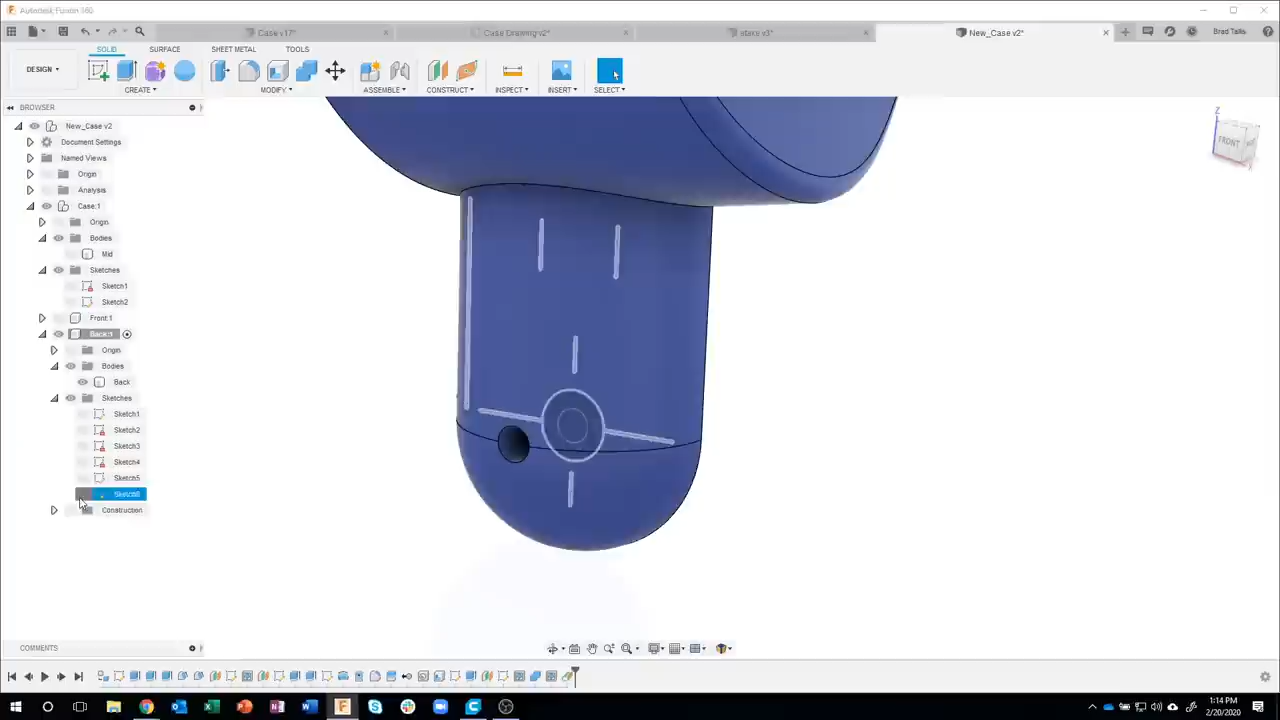 Autodesk Fusion 360
Case v17*
Case Drawing v2*
stake v3*
New_Case v2*
Brad Tallis
SOLID
SURFACE
SHEET METAL
TOOLS
DESIGN
CREATE
MODIFY
ASSEMBLE
CONSTRUCT
INSPECT
INSERT
SELECT
BROWSER
New_Case v2
Document Settings
Named Views
Origin
Analysis
Case:1
Origin
Bodies
Mid
Sketches
Sketch1
Sketch2
Front:1
Back:1
Origin
Bodies
Back
Sketches
Sketch1
Sketch2
Sketch3
Sketch4
Sketch5
Sketch6
Construction
Z
FRONT
X
COMMENTS
1:14 PM
2/20/2020